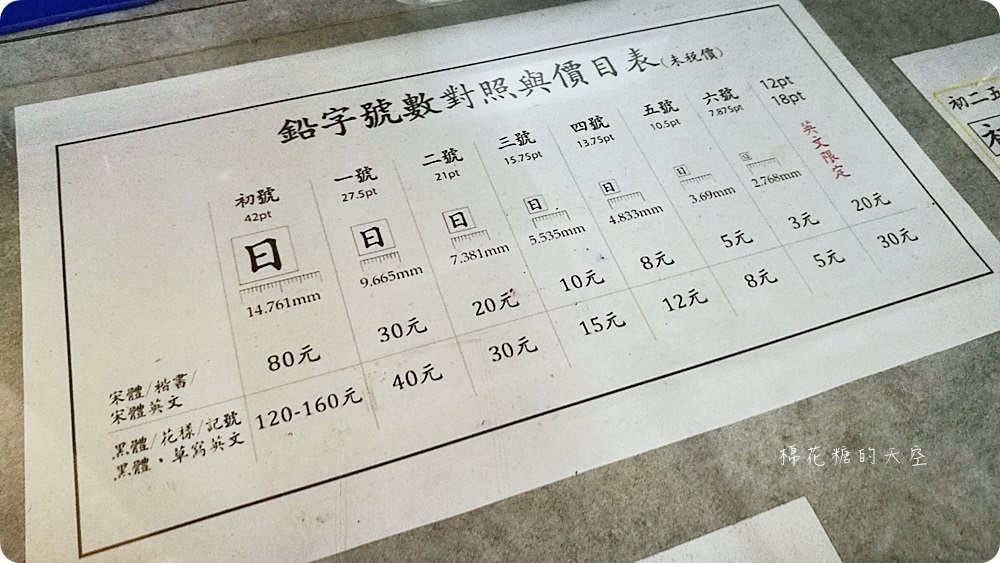 鉛字號數對照與價目表(未稅價)
初號 一號 二號 三號 四號 五號 六號 12pt
42pt 27.5pt 21pt 15.75pt 13.75pt 10.5pt 7.875pt 18pt
英文限定
日 日 日 日 日 日 日
14.761mm 9.665mm 7.381mm 5.535mm 4.833mm 3.69mm 2.768mm
宋體/楷書/
宋體英文
80元 30元 20元 10元 8元 5元 3元 20元
黑體/花樣/記號
黑體、草寫英文
120-160元 40元 30元 15元 12元 8元 5元 30元
初二五
棉花糖的天空